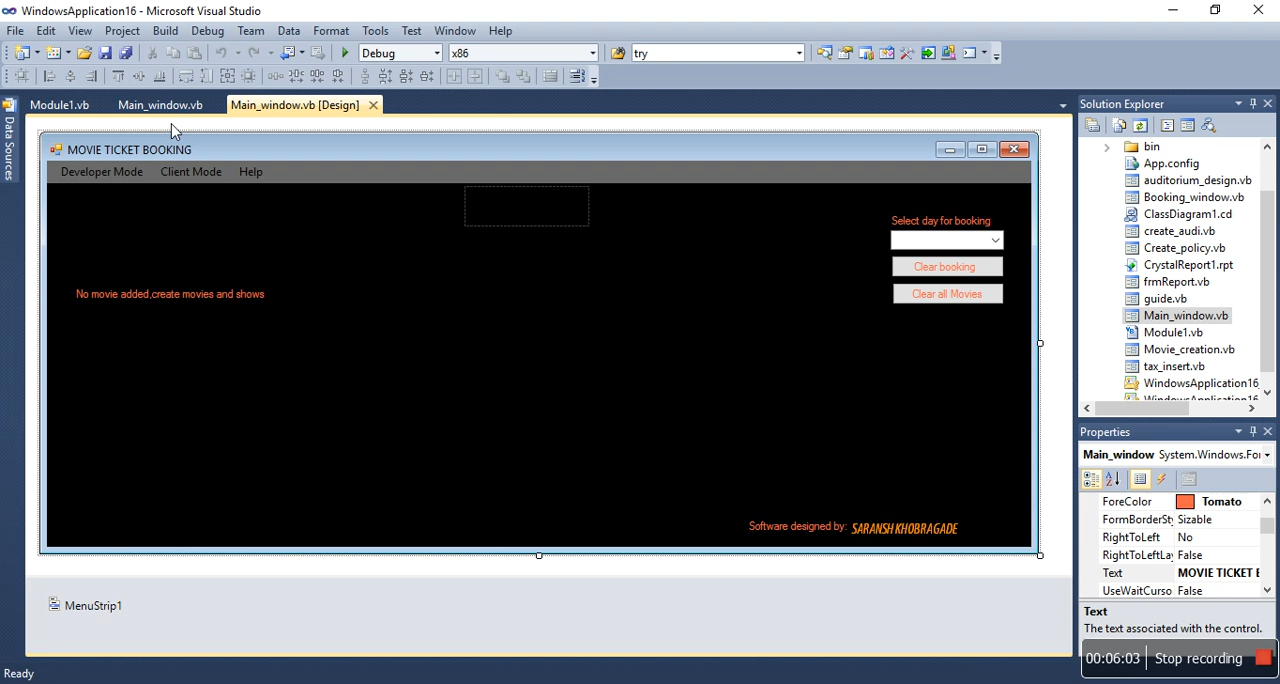 WindowsApplication16 - Microsoft Visual Studio
File Edit View Project Build Debug Team Data Format Tools Test Window Help
Debug x86 try
Module1.vb Main_window.vb Main_window.vb [Design]
Data Sources
MOVIE TICKET BOOKING
Developer Mode Client Mode Help
Select day for booking
Clear booking
No movie added,create movies and shows
Clear all Movies
Software designed by: SARANSH KHOBRAGADE
MenuStrip1
Solution Explorer
bin
App.config
auditorium_design.vb
Booking_window.vb
ClassDiagram1.cd
create_audi.vb
Create_policy.vb
CrystalReport1.rpt
frmReport.vb
guide.vb
Main_window.vb
Module1.vb
Movie_creation.vb
tax_insert.vb
WindowsApplication16
WindowsApplication16
Properties
Main_window System.Windows.For
ForeColor Tomato
FormBorderSty Sizable
RightToLeft No
RightToLeftLay False
Text MOVIE TICKET B
UseWaitCurso False
Text
The text associated with the control.
00:06:03 Stop recording
Ready